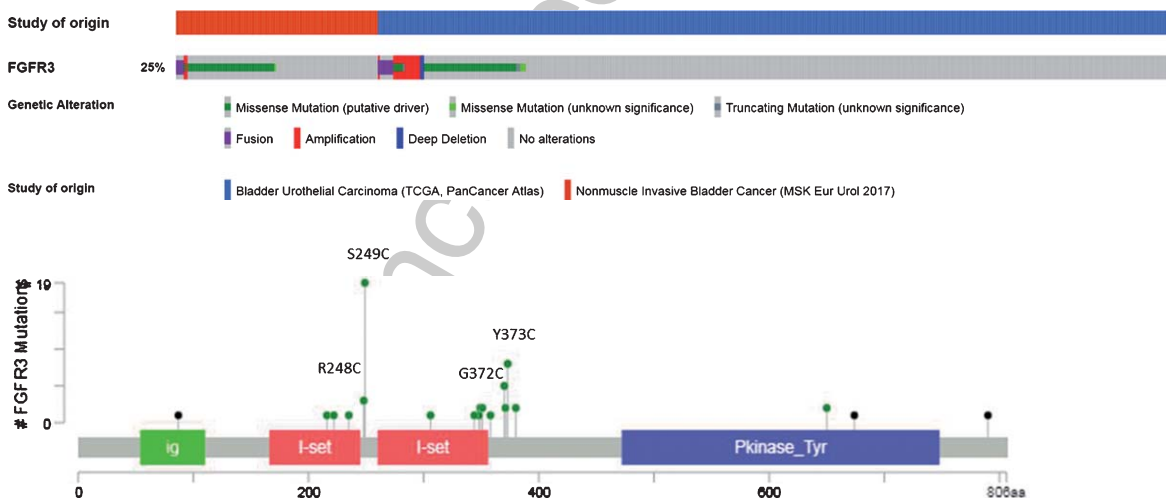 Study of origin
FGFR3 25%
Genetic Alteration Missense Mutation (putative driver) Missense Mutation (unknown significance) Truncating Mutation (unknown significance)
Fusion Amplification Deep Deletion No alterations
Study of origin Bladder Urothelial Carcinoma (TCGA, PanCancer Atlas) Nonmuscle Invasive Bladder Cancer (MSK Eur Urol 2017)
S249C
19
Y373C
R248C
G372C
# FGFR3 Mutations
0
ig I-set I-set Pkinase_Tyr
0 200 400 600 806aa